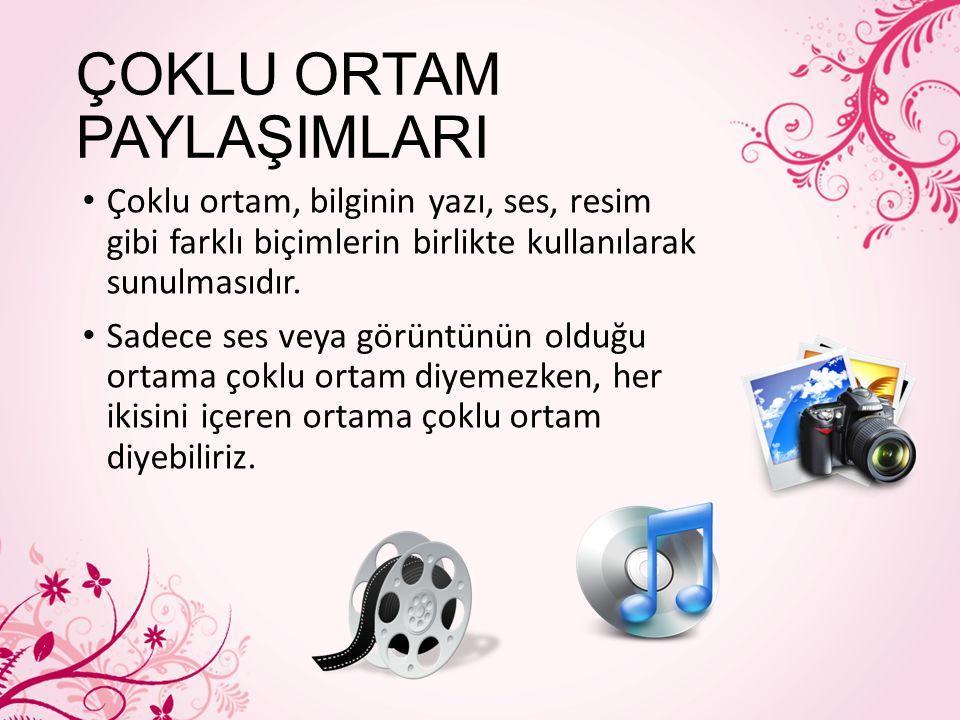 ÇOKLU ORTAM
PAYLAŞIMLARI
• Çoklu ortam, bilginin yazı, ses, resim
gibi farklı biçimlerin birlikte kullanılarak
sunulmasıdır.
• Sadece ses veya görüntünün olduğu
ortama çoklu ortam diyemezken, her
ikisini içeren ortama çoklu ortam
diyebiliriz.